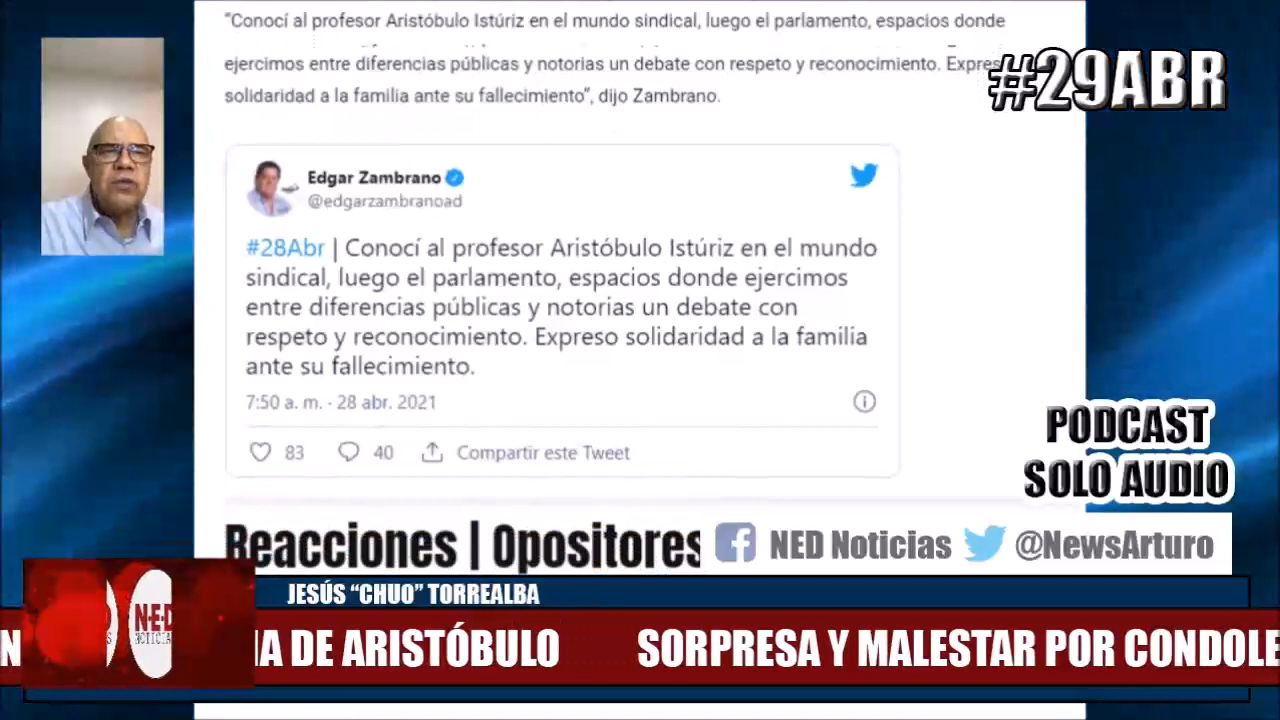 “Conocí al profesor Aristóbulo Istúriz en el mundo sindical, luego el parlamento, espacios donde
ejercimos entre diferencias públicas y notorias un debate con respeto y reconocimiento.
solidaridad a la familia ante su fallecimiento”, dijo Zambrano.
#29ABR
Edgar Zambrano
@edgarzambranoad
#28Abr | Conocí al profesor Aristóbulo Istúriz en el mundo
sindical, luego el parlamento, espacios donde ejercimos
entre diferencias públicas y notorias un debate con
respeto y reconocimiento. Expreso solidaridad a la familia
ante su fallecimiento.
7:50 a. m. · 28 abr. 2021
83 40 Compartir este Tweet
PODCAST
SOLO AUDIO
Reacciones | Opositores
NED Noticias @NewsArturo
JESÚS “CHUO” TORREALBA
DE ARISTÓBULO SORPRESA Y MALESTAR POR CONDOLE